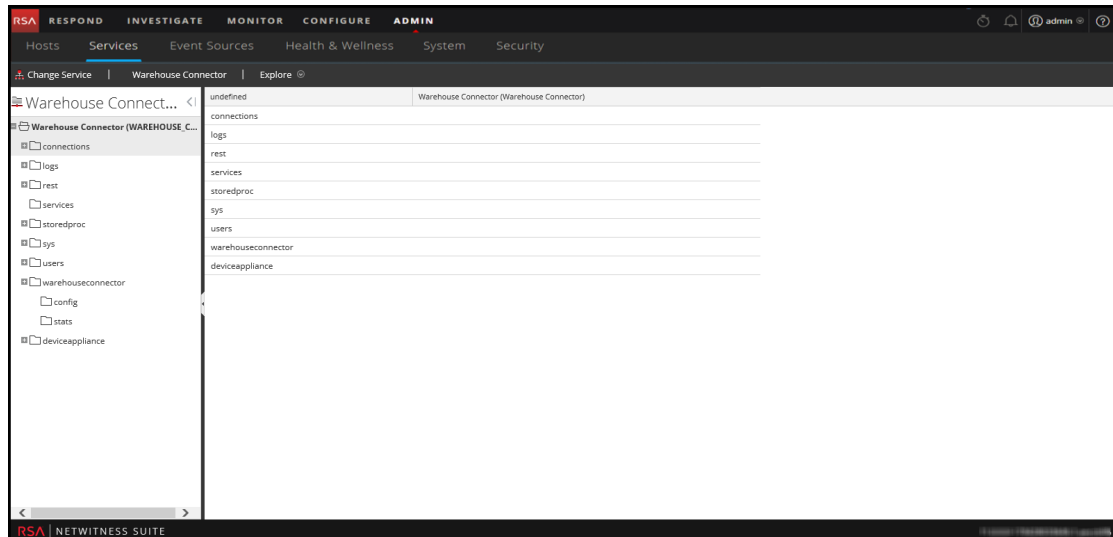 RSA RESPOND INVESTIGATE MONITOR CONFIGURE ADMIN admin ?
Hosts Services Event Sources Health & Wellness System Security
Change Service | Warehouse Connector | Explore
Warehouse Connect...
Warehouse Connector (WAREHOUSE_C...
connections
logs
rest
services
storedproc
sys
users
warehouseconnector
config
stats
deviceappliance
undefined Warehouse Connector (Warehouse Connector)
connections
logs
rest
services
storedproc
sys
users
warehouseconnector
deviceappliance
RSA | NETWITNESS SUITE